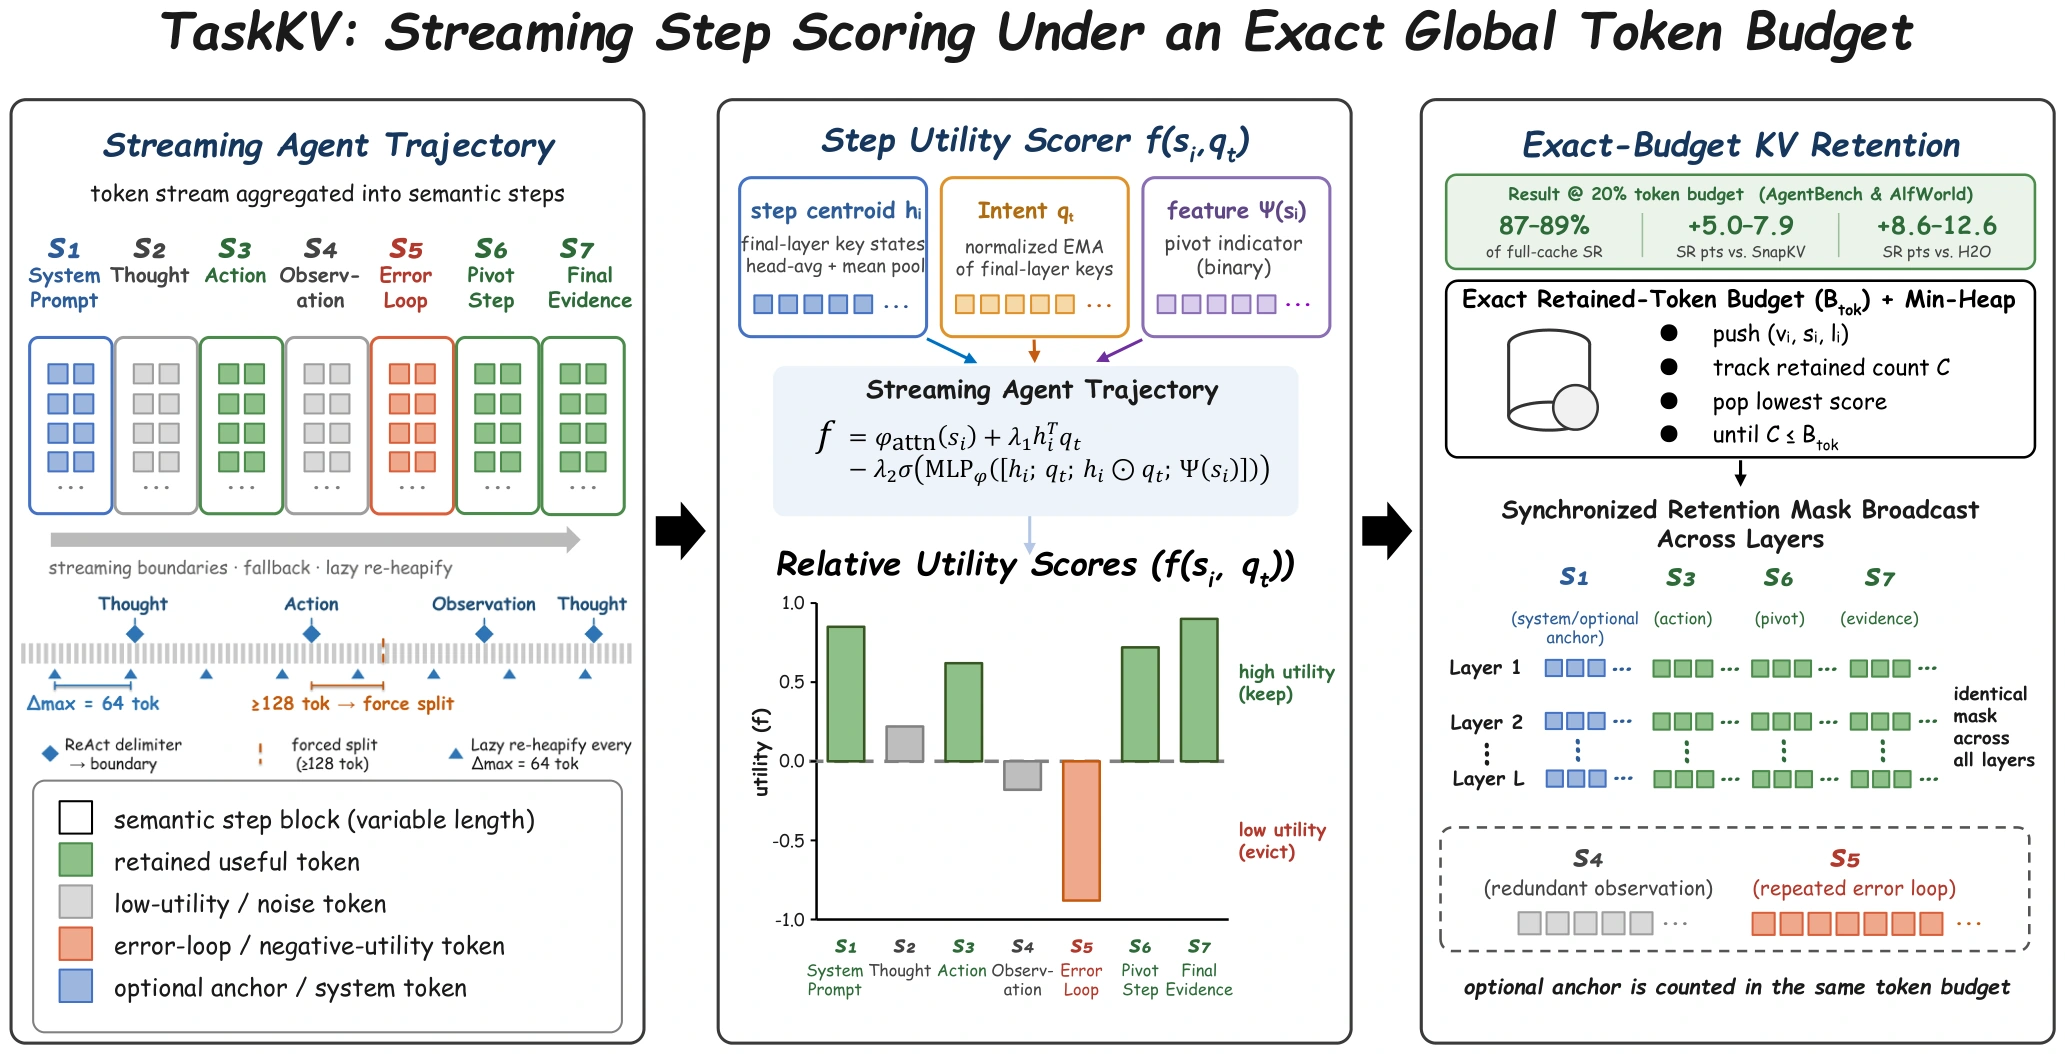 TaskKV: Streaming Step Scoring Under an Exact Global Token Budget
Streaming Agent Trajectory
token stream aggregated into semantic steps
S1 S2 S3 S4 S5 S6 S7
System Thought Action Observ- Error Pivot Final
Prompt ation Loop Step Evidence
...
streaming boundaries · fallback · lazy re-heapify
Thought Action Observation Thought
Δmax = 64 tok
≥128 tok → force split
ReAct delimiter
→ boundary
forced split
(≥128 tok)
Lazy re-heapify every
Δmax = 64 tok
semantic step block (variable length)
retained useful token
low-utility / noise token
error-loop / negative-utility token
optional anchor / system token
Step Utility Scorer f(sᵢ,qₜ)
step centroid hᵢ
final-layer key states
head-avg + mean pool
...
Intent qₜ
normalized EMA
of final-layer keys
...
feature Ψ(sᵢ)
pivot indicator
(binary)
...
Streaming Agent Trajectory
f = φ_attn(s_i) + λ₁h_i^T q_t
− λ₂σ(MLP_φ([h_i; q_t; h_i ⊙ q_t; Ψ(s_i)]))
Relative Utility Scores (f(sᵢ, qₜ))
utility (f)
1.0
0.5
0.0
-0.5
-1.0
high utility
(keep)
low utility
(evict)
S1 S2 S3 S4 S5 S6 S7
System Thought Action Observ- Error Pivot Final
Prompt ation Loop Step Evidence
Exact-Budget KV Retention
Result @ 20% token budget (AgentBench & AlfWorld)
87–89% +5.0–7.9 +8.6–12.6
of full-cache SR SR pts vs. SnapKV SR pts vs. H2O
Exact Retained-Token Budget (B_tok) + Min-Heap
● push (vᵢ, sᵢ, lᵢ)
● track retained count C
● pop lowest score
● until C ≤ B_tok
Synchronized Retention Mask Broadcast
Across Layers
S1 S3 S6 S7
(system/optional (action) (pivot) (evidence)
anchor)
Layer 1 ... ... ... ...
Layer 2 ... ... ... ...
Layer L ... ... ... ...
identical
mask
across
all layers
S4 S5
(redundant observation) (repeated error loop)
... ...
optional anchor is counted in the same token budget